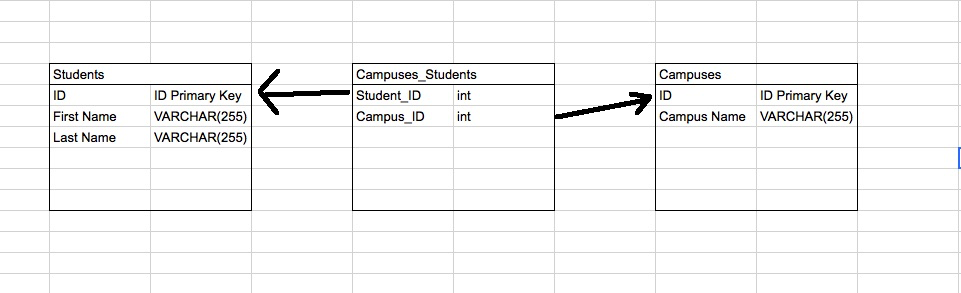 Students
ID ID Primary Key
First Name VARCHAR(255)
Last Name VARCHAR(255)
Campuses_Students
Student_ID int
Campus_ID int
Campuses
ID ID Primary Key
Campus Name VARCHAR(255)